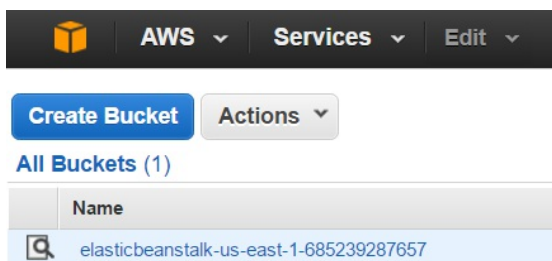 AWS Services Edit
Create Bucket Actions
All Buckets (1)
Name
elasticbeanstalk-us-east-1-685239287657